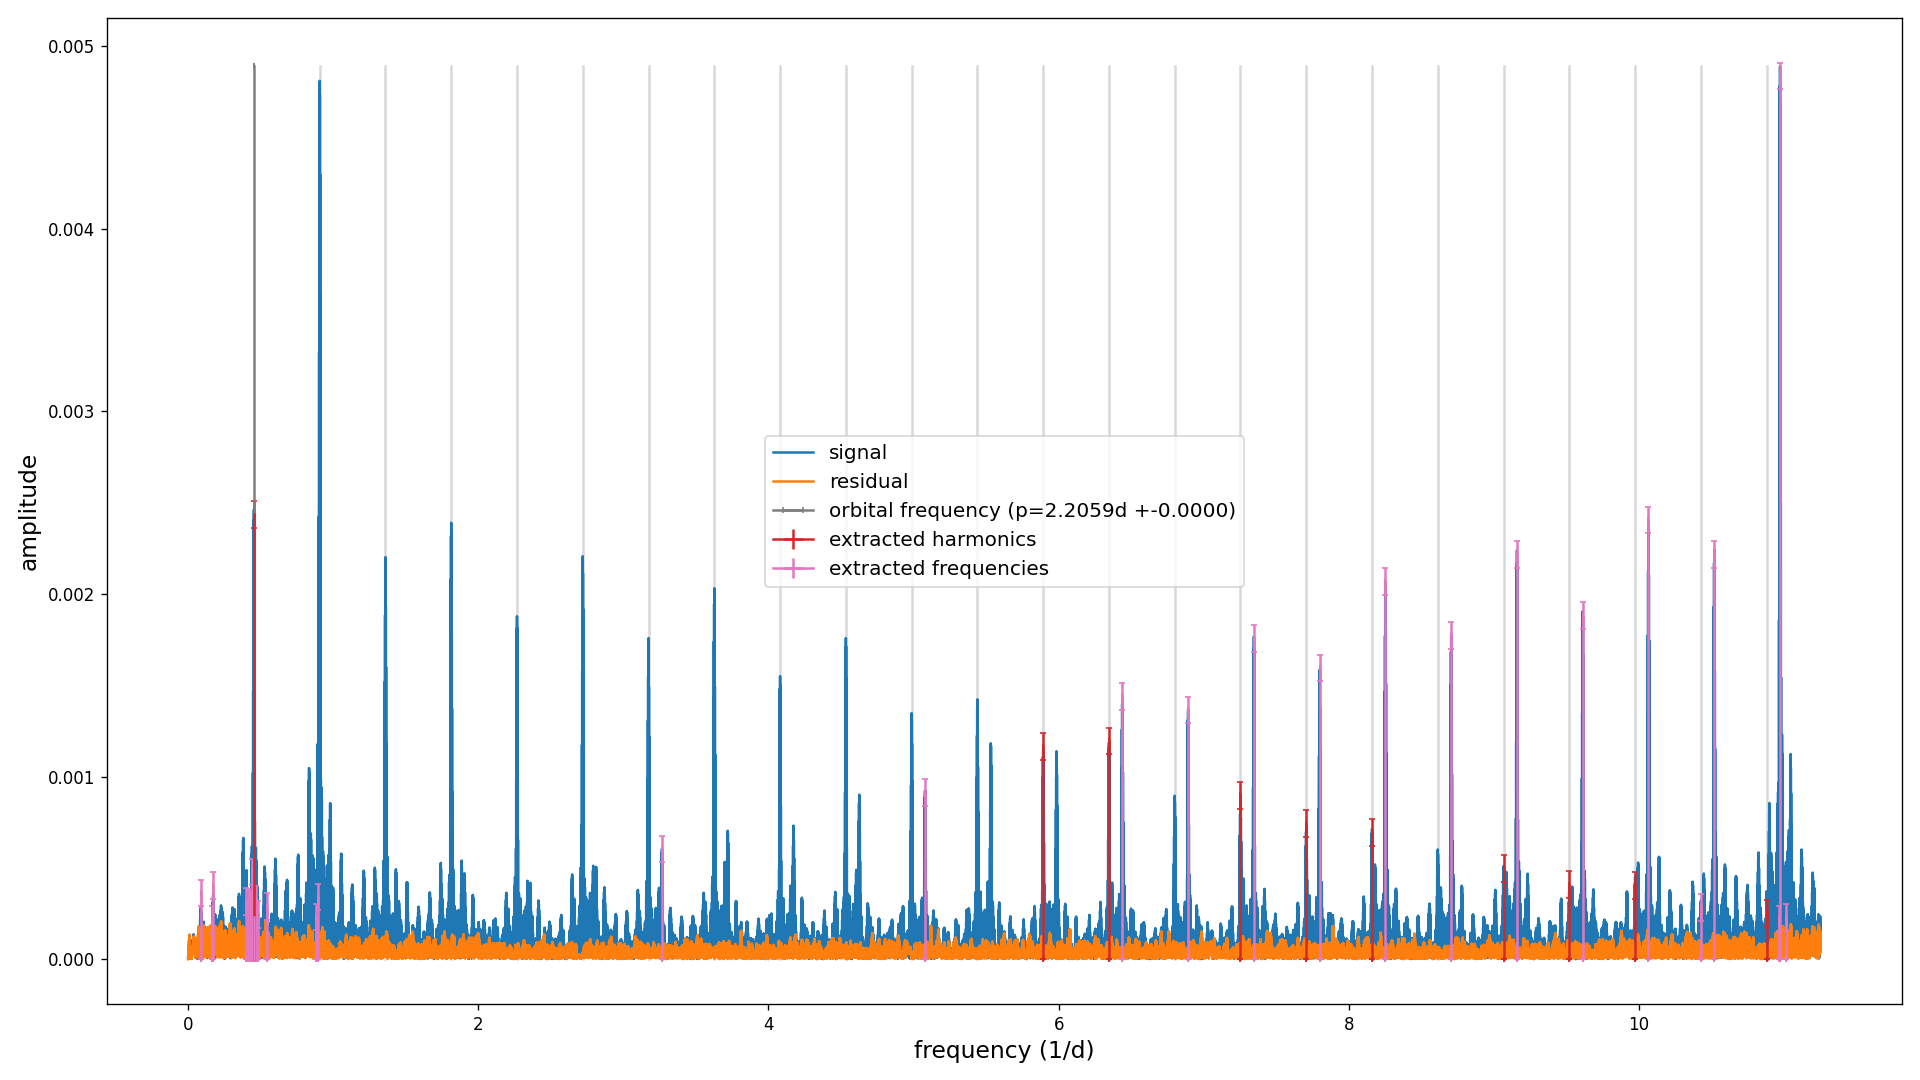 0.005
0.004
0.003
0.002
0.001
0.000
amplitude
signal
residual
orbital frequency (p=2.2059d +-0.0000)
extracted harmonics
extracted frequencies
0 2 4 6 8 10
frequency (1/d)